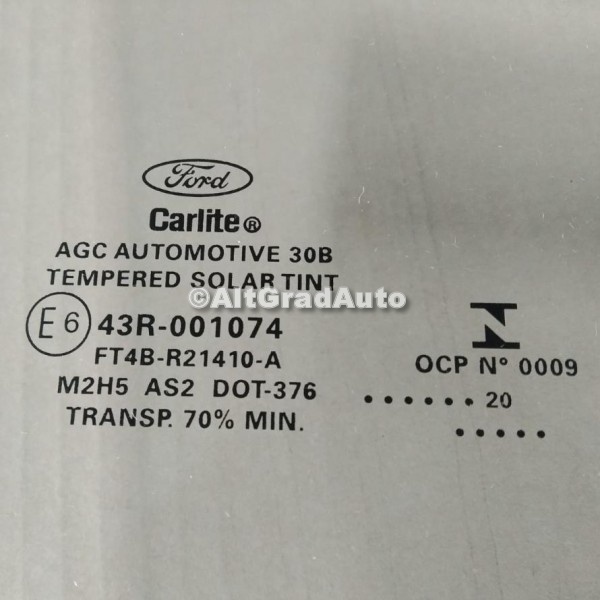 Ford
Carlite®
AGC AUTOMOTIVE 30B
TEMPERED SOLAR TINT
©AltGradAuto
E6 43R-001074
FT4B-R21410-A
M2H5 AS2 DOT-376
TRANSP. 70% MIN.
OCP N° 0009
...... 20
.....